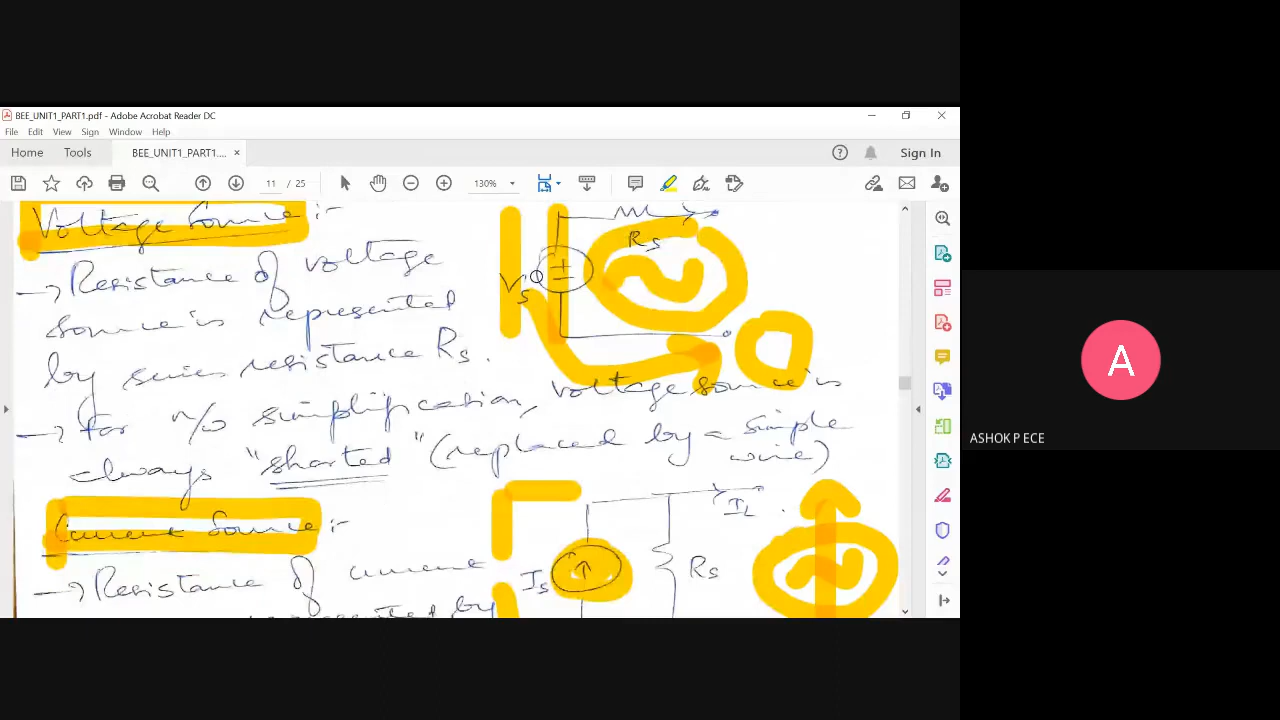 BEE_UNIT1_PART1.pdf - Adobe Acrobat Reader DC
File Edit View Sign Window Help
Home Tools BEE_UNIT1_PART1.... × Sign In
11 / 25 130%
Voltage Source :-
→ Resistance of voltage
source is represented
by series resistance Rs.
→ for n/w simplification, voltage source is
always "shorted" (replaced by a simple
wire)
Rs
+
Vs
Current Source :-
→ Resistance of current
represented by
IL
Is
Rs
A
ASHOK P ECE